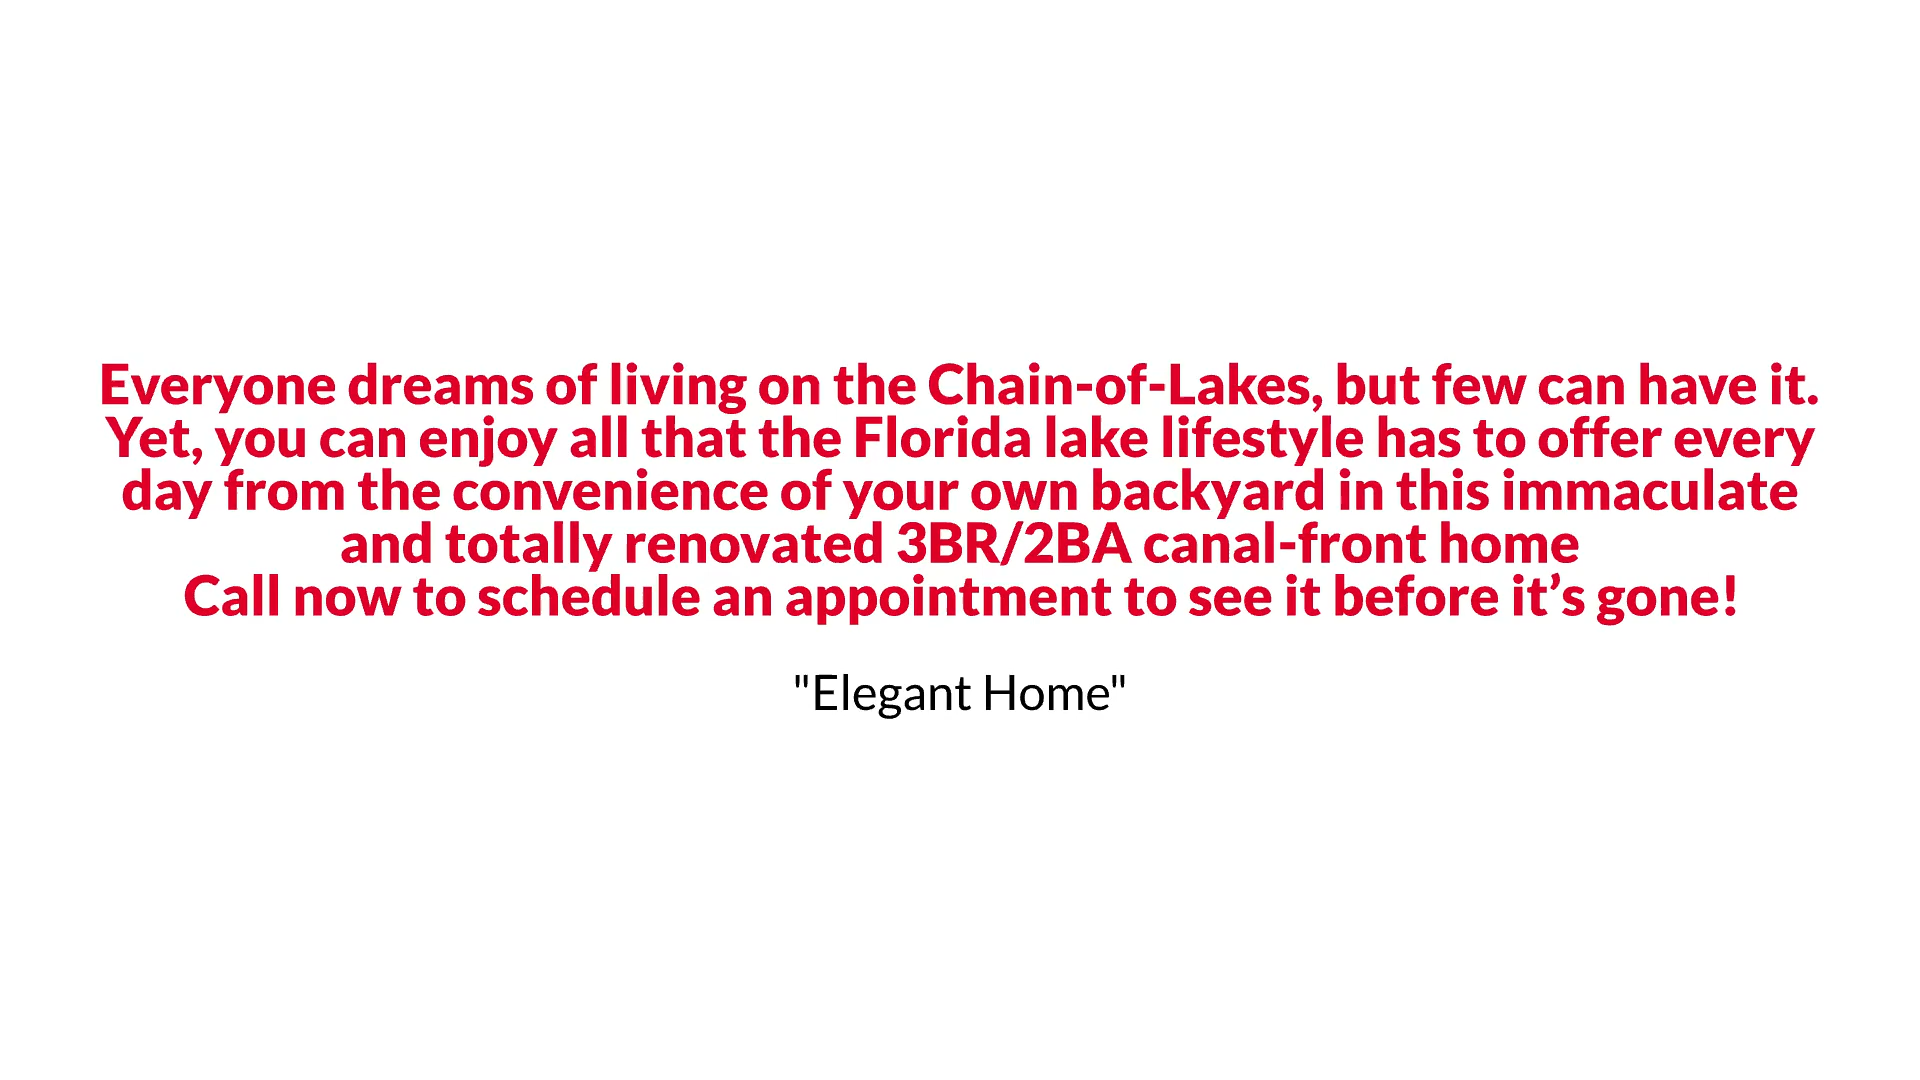 Everyone dreams of living on the Chain-of-Lakes, but few can have it.
Yet, you can enjoy all that the Florida lake lifestyle has to offer every
day from the convenience of your own backyard in this immaculate
and totally renovated 3BR/2BA canal-front home
Call now to schedule an appointment to see it before it’s gone!
"Elegant Home"